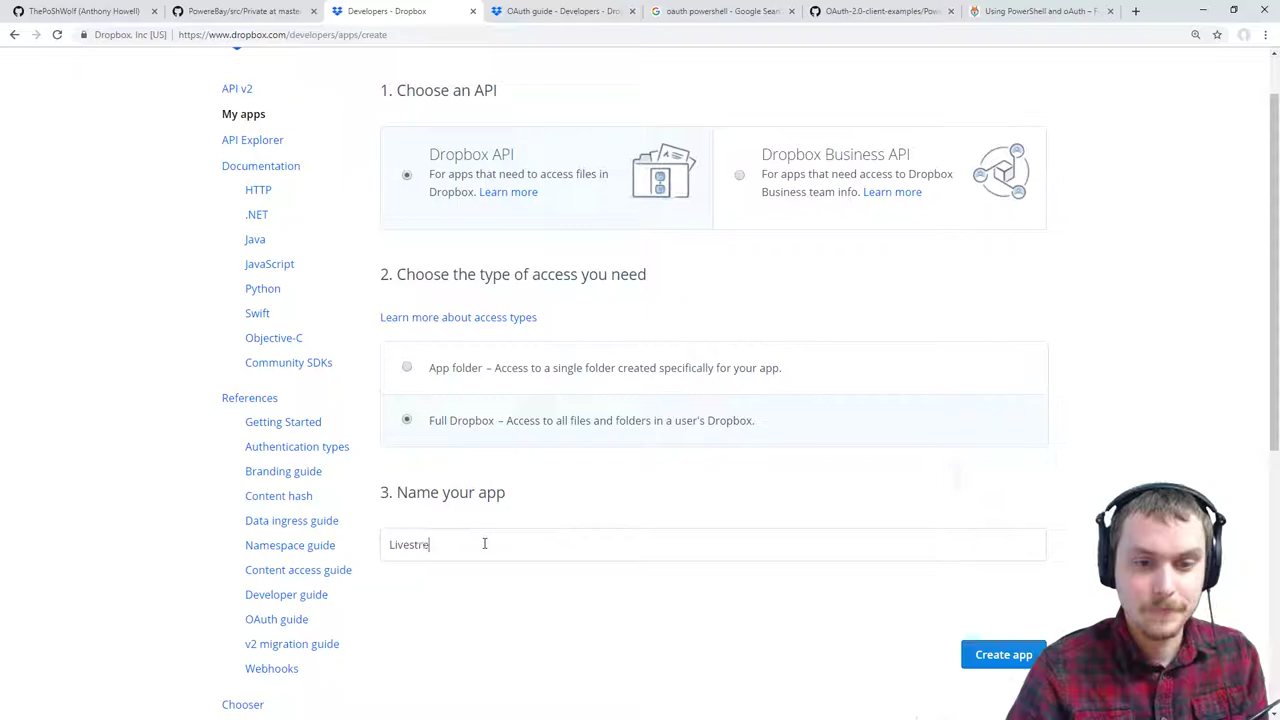 ThePoShWolf (Anthony Howell)
PowereBay/src/Private at maste
Developers - Dropbox
OAuth guide - Developers - Dro
oauth powershell - Google Sea
OAuth-2.0-client-examples/Pow
Using PowerShell and oAuth – F
Dropbox, Inc [US]
https://www.dropbox.com/developers/apps/create
API v2
My apps
API Explorer
Documentation
HTTP
.NET
Java
JavaScript
Python
Swift
Objective-C
Community SDKs
References
Getting Started
Authentication types
Branding guide
Content hash
Data ingress guide
Namespace guide
Content access guide
Developer guide
OAuth guide
v2 migration guide
Webhooks
Chooser
1. Choose an API
Dropbox API
For apps that need to access files in
Dropbox. Learn more
Dropbox Business API
For apps that need access to Dropbox
Business team info. Learn more
2. Choose the type of access you need
Learn more about access types
App folder – Access to a single folder created specifically for your app.
Full Dropbox – Access to all files and folders in a user's Dropbox.
3. Name your app
Livestre
Create app